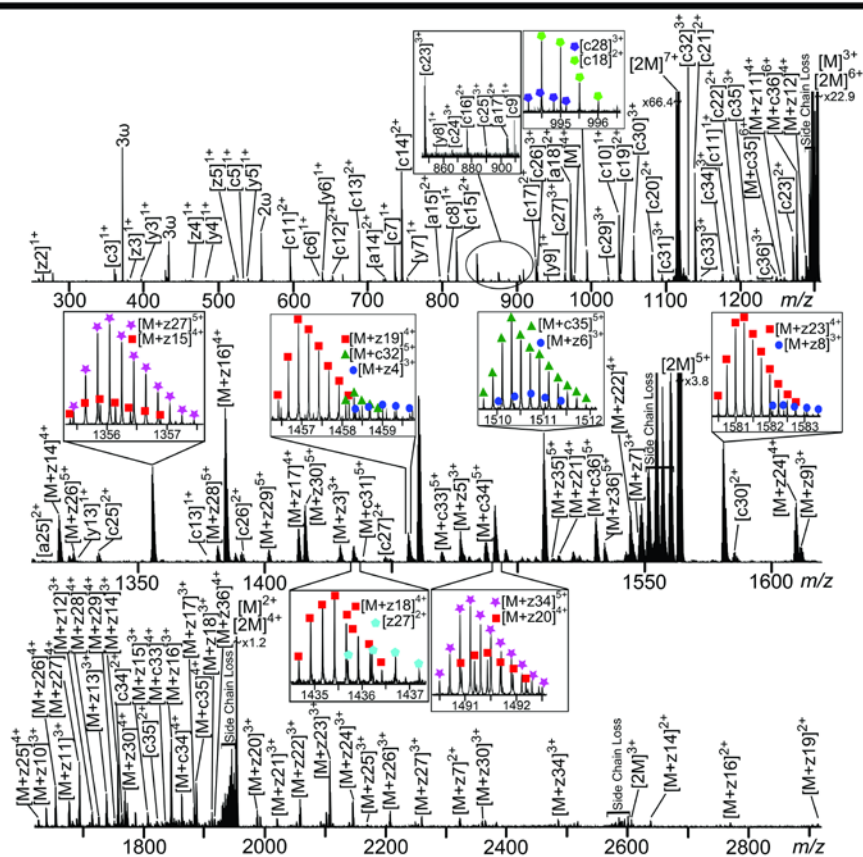 [z2]¹⁺
[c3]¹⁺
3ω
[z3]¹⁺
[y3]¹⁺
3ω
[z4]¹⁺
[y4]¹⁺
[z5]¹⁺
[c5]¹⁺
[y5]¹⁺
2ω
[c11]²⁺
[c6]¹⁺
[y6]¹⁺
[c12]²⁺
[c13]²⁺
[a14]²⁺
[c7]¹⁺
[c14]²⁺
[y7]¹⁺
[a15]²⁺
[c8]¹⁺
[c15]²⁺
[c23]³⁺
[y8]¹⁺
[c24]³⁺
[c16]²⁺
[c25]³⁺
[a17]²⁺
[c9]¹⁺
860 880 900
[c28]³⁺
[c18]²⁺
995 996
[c17]²⁺
[c26]³⁺
[y9]¹⁺
[a18]²⁺
[c27]³⁺
[M]⁴⁺
[c10]¹⁺
[c29]³⁺
[c19]²⁺
[c30]³⁺
[c20]²⁺
[c31]³⁺
[2M]⁷⁺
x66.4
[c32]³⁺
[c21]²⁺
[c33]³⁺
[c34]³⁺
[c11]¹⁺
[c22]²⁺
[c35]³⁺
[M+c35]⁶⁺
[c36]³⁺
[M+z11]⁴⁺
[M+c36]⁶⁺
[c23]²⁺
[M+z12]⁴⁺
Side Chain Loss
[M]³⁺
[2M]⁶⁺
x22.9
300 400 500 600 700 800 900 1000 1100 1200 m/z
[M+z27]⁵⁺
[M+z15]⁴⁺
1356 1357
[M+z19]⁴⁺
[M+c32]⁵⁺
[M+z4]³⁺
1457 1458 1459
[M+c35]⁵⁺
[M+z6]³⁺
1510 1511 1512
[M+z23]⁴⁺
[M+z8]³⁺
1581 1582 1583
[a25]²⁺
[M+z14]⁴⁺
[M+z26]⁵⁺
[y13]¹⁺
[c25]²⁺
[c13]¹⁺
[M+z28]⁵⁺
[M+z16]⁴⁺
[c26]²⁺
[M+z29]⁵⁺
[M+z17]⁴⁺
[M+z30]⁵⁺
[M+z3]³⁺
[M+c31]⁵⁺
[c27]²⁺
[M+c33]⁵⁺
[M+z5]³⁺
[M+c34]⁵⁺
[M+z35]⁵⁺
[M+z21]⁴⁺
[M+c36]⁵⁺
[M+z36]⁵⁺
[M+z22]⁴⁺
[M+z7]³⁺
Side Chain Loss
[2M]⁵⁺
x3.8
[c30]²⁺
[M+z24]⁴⁺
[M+z9]³⁺
1350 1400 1550 1600 m/z
[M+z18]⁴⁺
[z27]²⁺
1435 1436 1437
[M+z34]⁵⁺
[M+z20]⁴⁺
1491 1492
[M+z25]⁴⁺
[M+z10]³⁺
[M+z26]⁴⁺
[M+z27]⁴⁺
[M+z11]³⁺
[M+z12]³⁺
[M+z28]⁴⁺
[M+z13]³⁺
[M+z29]⁴⁺
[M+z14]³⁺
[c34]²⁺
[M+z30]⁴⁺
[M+z15]³⁺
[c35]²⁺
[M+c33]⁴⁺
[M+z16]³⁺
[M+c34]⁴⁺
[M+z17]³⁺
[M+c35]⁴⁺
[M+z18]³⁺
[M+z36]⁴⁺
Side Chain Loss
[M]²⁺
[2M]⁴⁺
x1.2
[M+z20]³⁺
[M+z21]³⁺
[M+z22]³⁺
[M+z23]³⁺
[M+z24]³⁺
[M+z25]³⁺
[M+z26]³⁺
[M+z27]³⁺
[M+z7]²⁺
[M+z30]³⁺
[M+z34]³⁺
Side Chain Loss
[2M]³⁺
[M+z14]²⁺
[M+z16]²⁺
[M+z19]²⁺
1800 2000 2200 2400 2600 2800 m/z